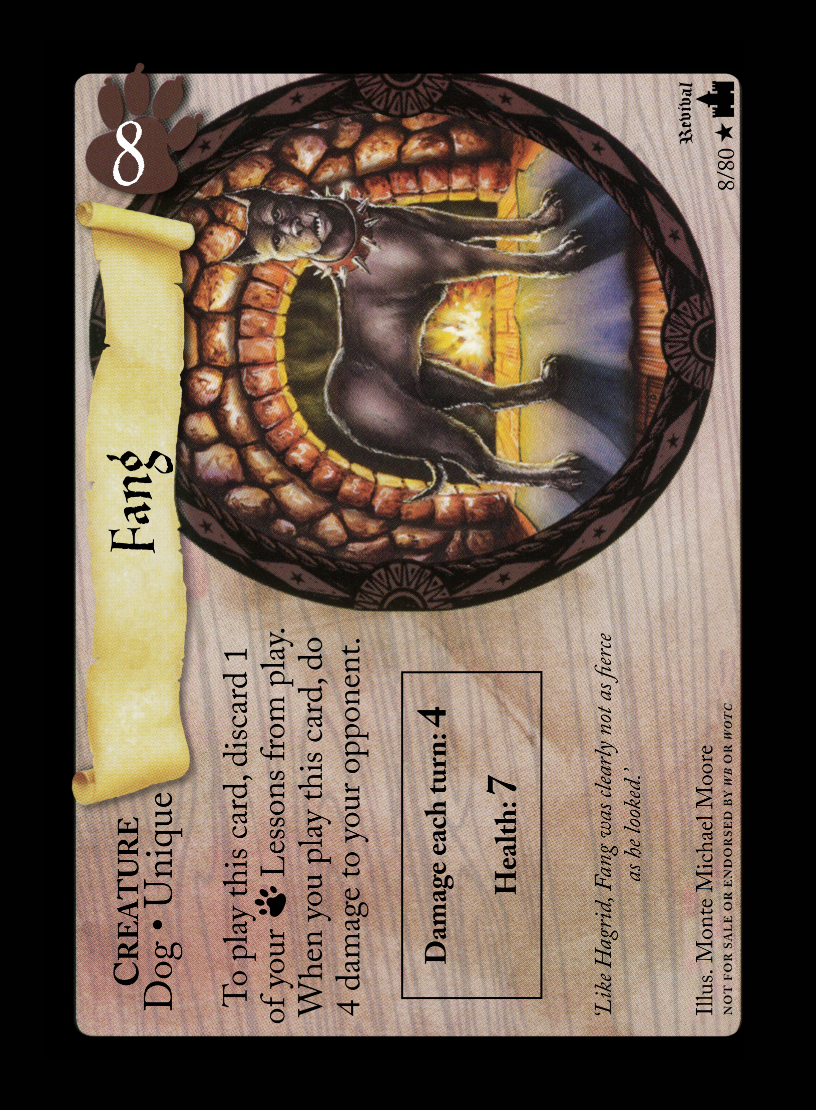 Fang
8
CREATURE
Dog • Unique
To play this card, discard 1
of your Lessons from play.
When you play this card, do
4 damage to your opponent.
Damage each turn: 4
Health: 7
'Like Hagrid, Fang was clearly not as fierce
as he looked.'
Illus. Monte Michael Moore
NOT FOR SALE OR ENDORSED BY WB OR WOTC
Revival
8/80 ★